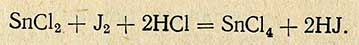 SnCl₂ + J₂ + 2HCl = SnCl₄ + 2HJ.